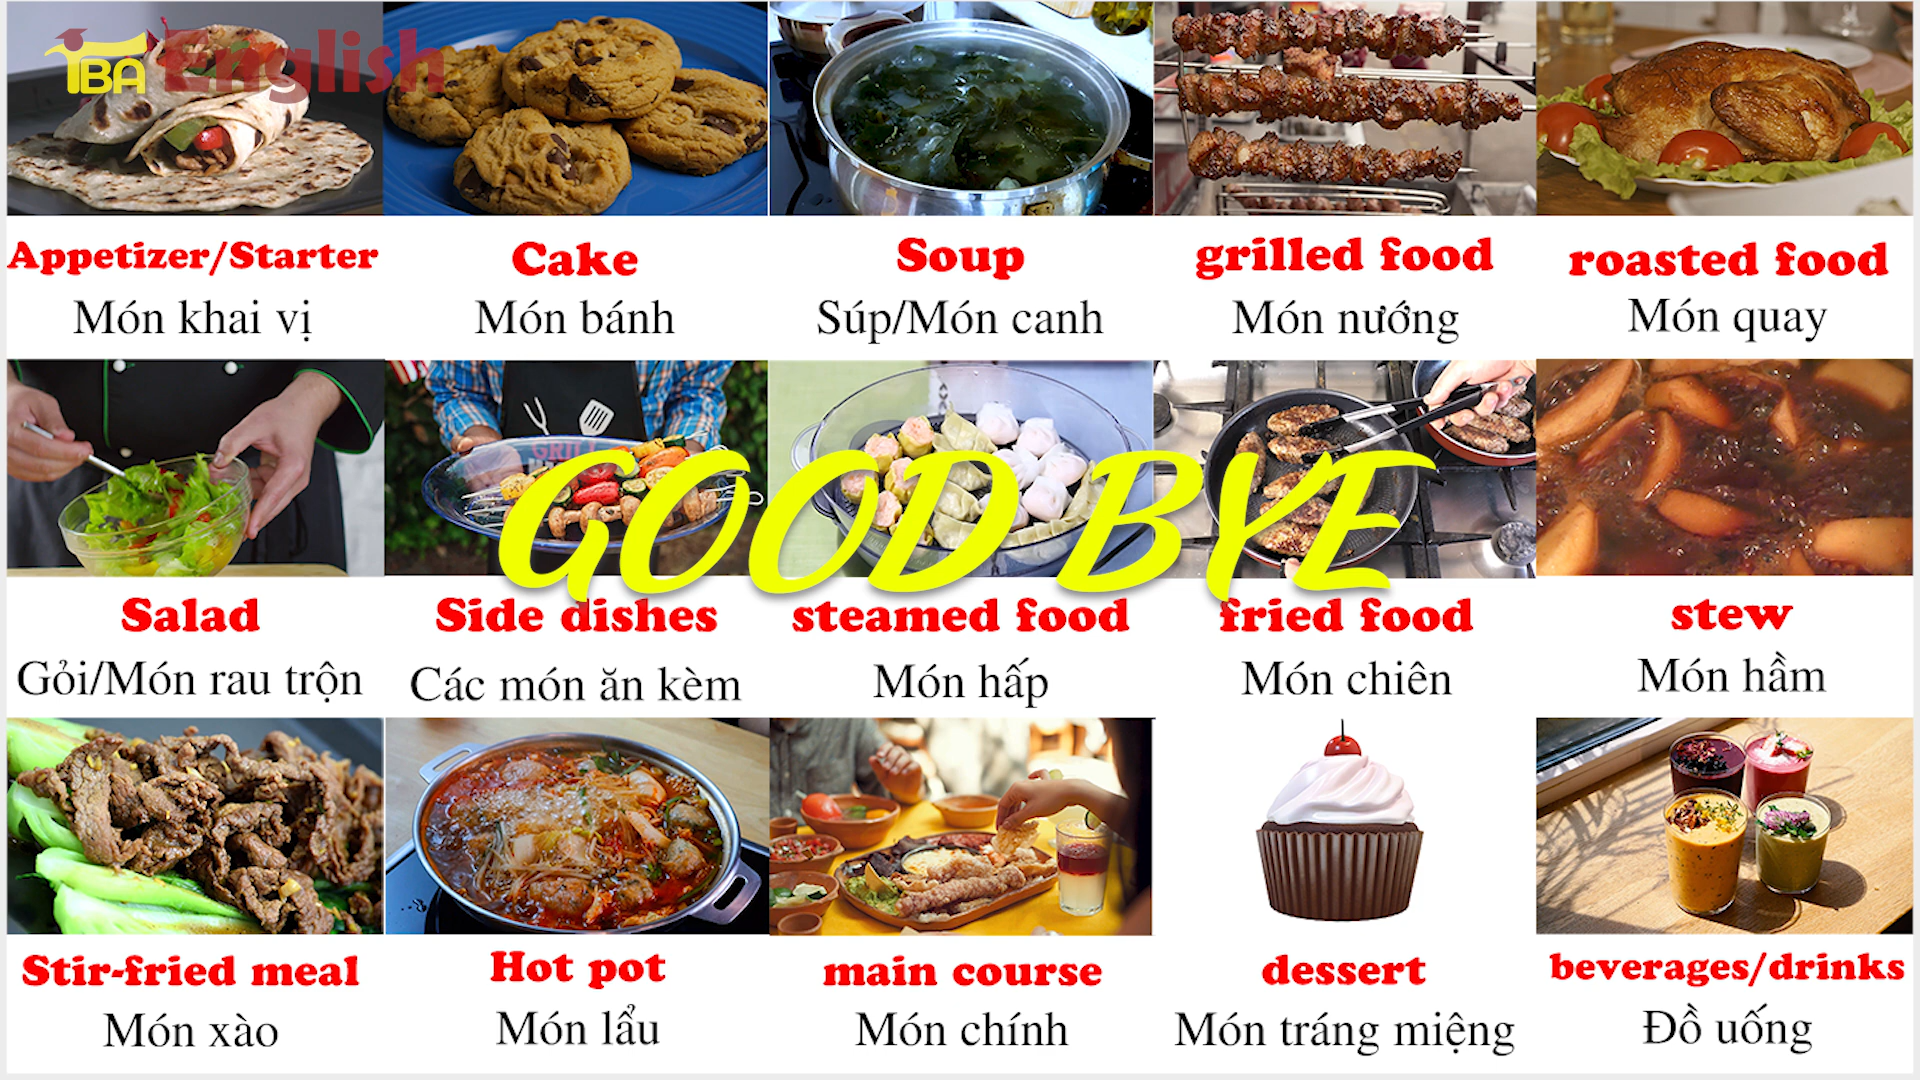 TBA English
Appetizer/Starter
Món khai vị
Cake
Món bánh
Soup
Súp/Món canh
grilled food
Món nướng
roasted food
Món quay
GOOD BYE
Salad
Gỏi/Món rau trộn
Side dishes
Các món ăn kèm
steamed food
Món hấp
fried food
Món chiên
stew
Món hầm
Stir-fried meal
Món xào
Hot pot
Món lẩu
main course
Món chính
dessert
Món tráng miệng
beverages/drinks
Đồ uống